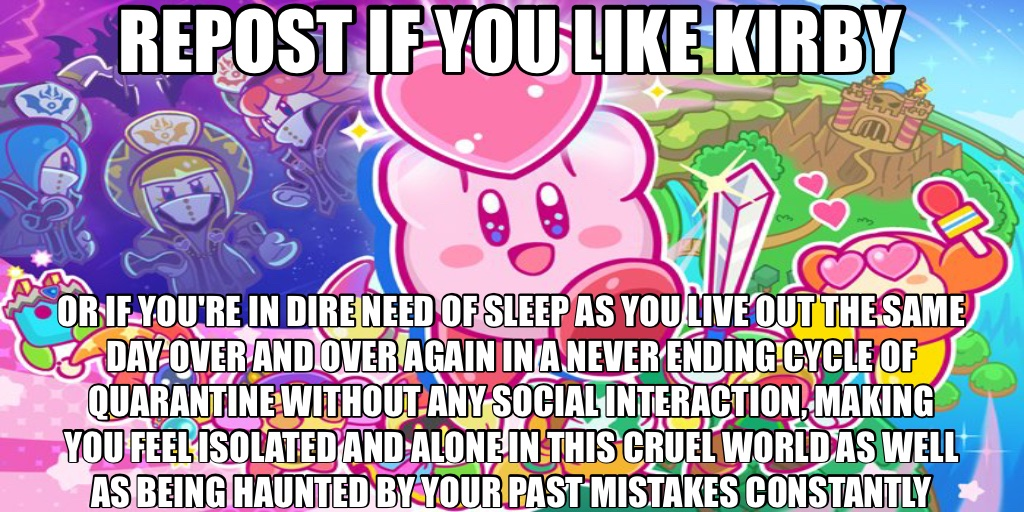 REPOST IF YOU LIKE KIRBY
OR IF YOU'RE IN DIRE NEED OF SLEEP AS YOU LIVE OUT THE SAME
DAY OVER AND OVER AGAIN IN A NEVER ENDING CYCLE OF
QUARANTINE WITHOUT ANY SOCIAL INTERACTION, MAKING
YOU FEEL ISOLATED AND ALONE IN THIS CRUEL WORLD AS WELL
AS BEING HAUNTED BY YOUR PAST MISTAKES CONSTANTLY